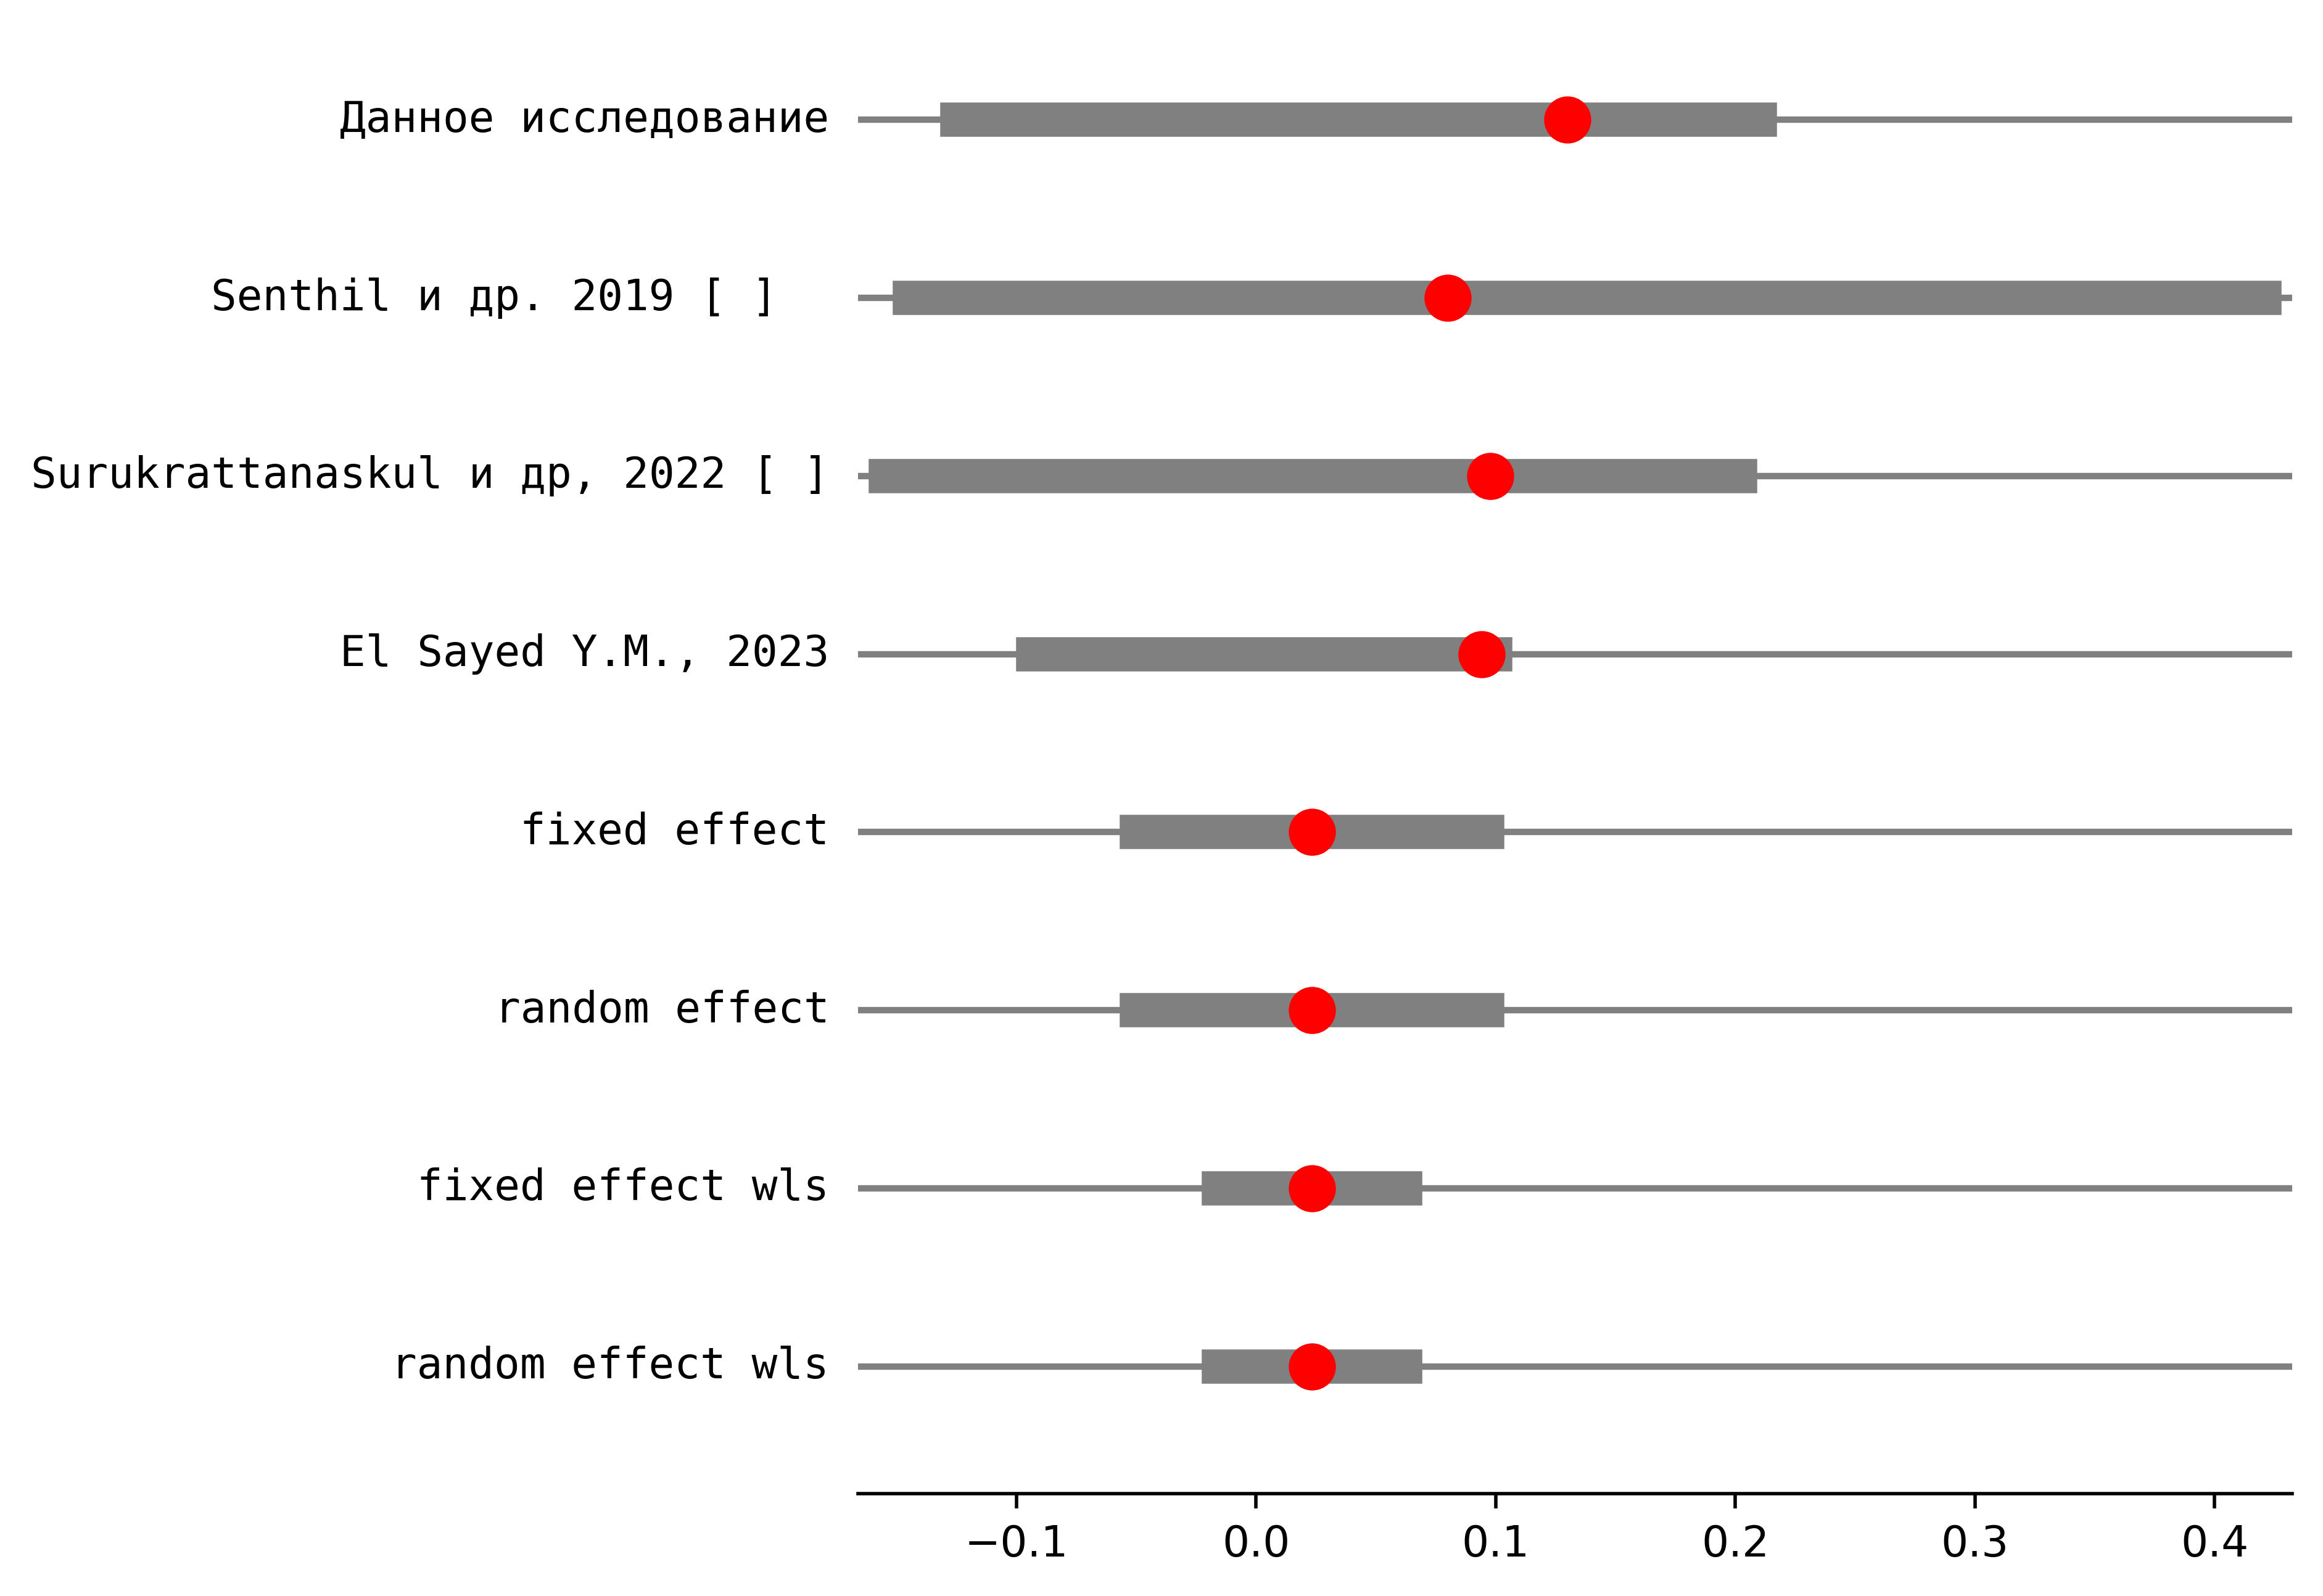 Данное исследование
Senthil и др. 2019 [ ]
Surukrattanaskul и др, 2022 [ ]
El Sayed Y.M., 2023
fixed effect
random effect
fixed effect wls
random effect wls
−0.1 0.0 0.1 0.2 0.3 0.4